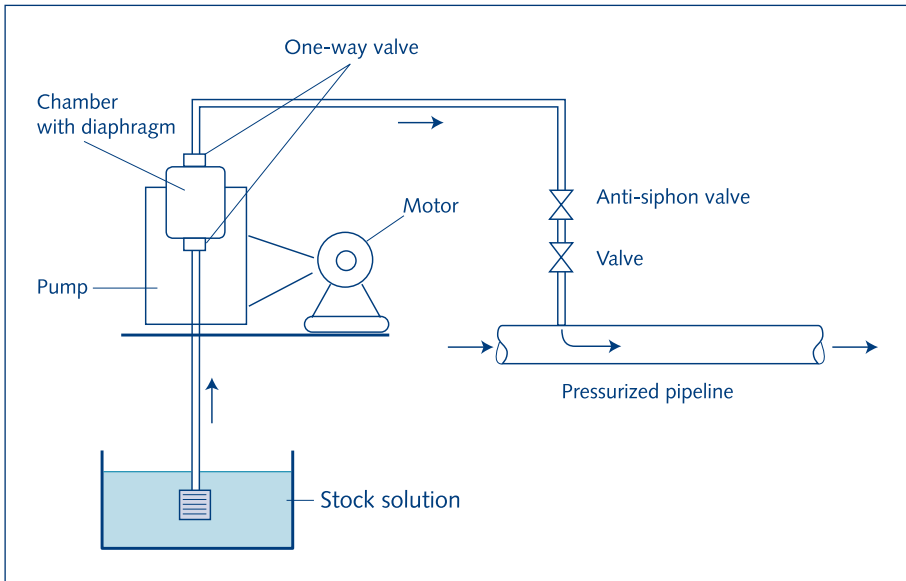 One-way valve
Chamber
with diaphragm
Anti-siphon valve
Motor
Valve
Pump
Pressurized pipeline
Stock solution